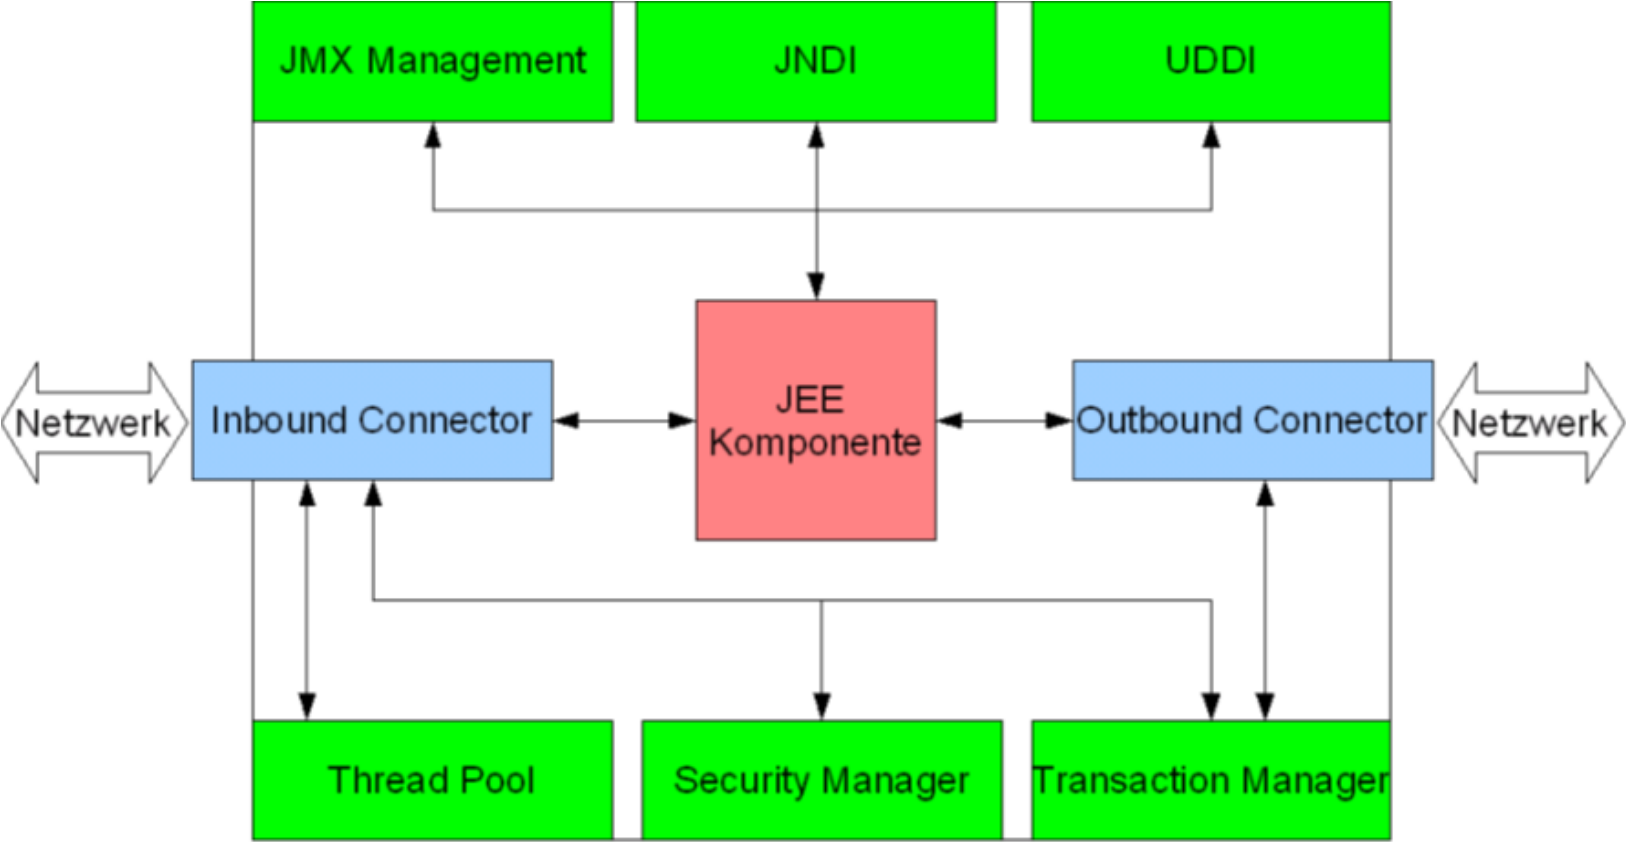 JMX Management
JNDI
UDDI
Netzwerk
Inbound Connector
JEE
Komponente
Outbound Connector
Netzwerk
Thread Pool
Security Manager
Transaction Manager